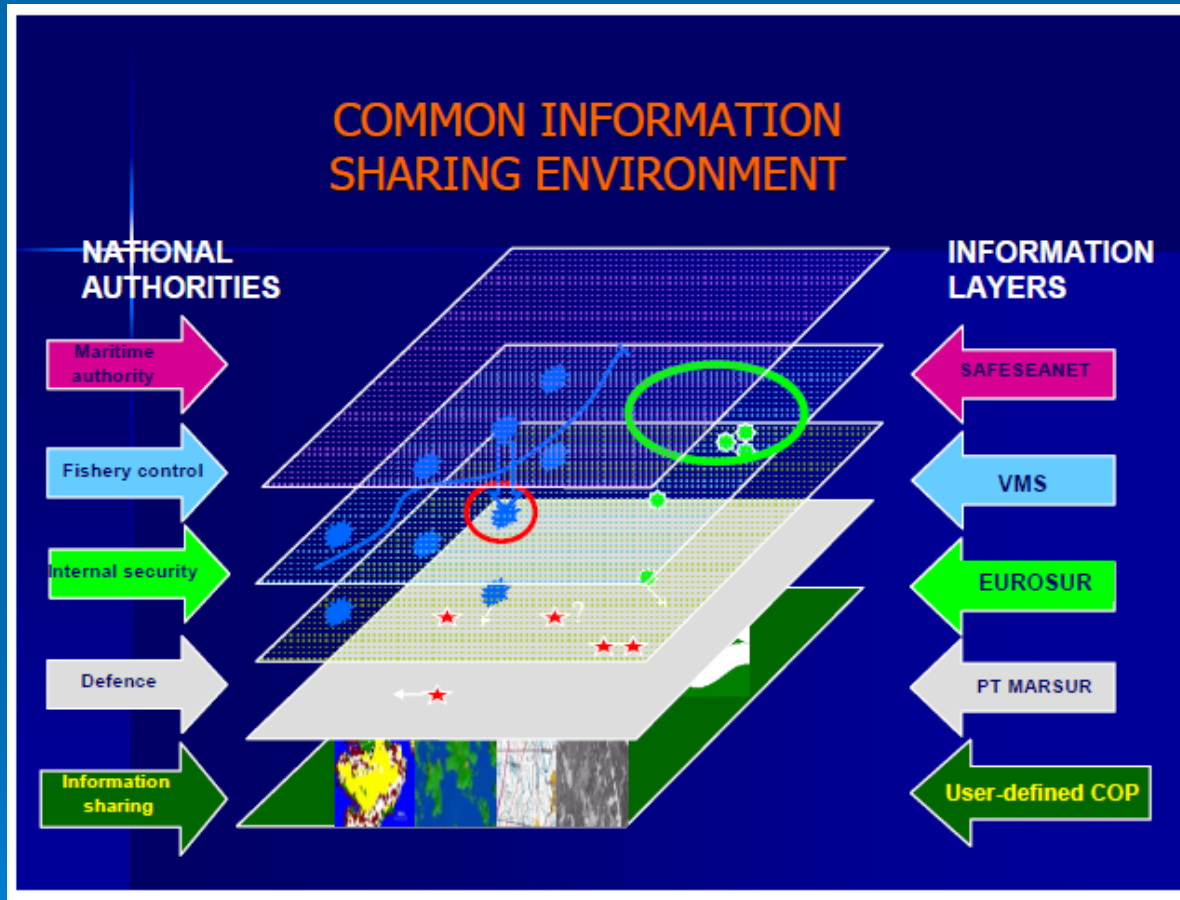 COMMON INFORMATION
SHARING ENVIRONMENT
NATIONAL
AUTHORITIES
INFORMATION
LAYERS
Maritime
authority
SAFESEANET
Fishery control
VMS
Internal security
EUROSUR
?
Defence
PT MARSUR
Information
sharing
User-defined COP